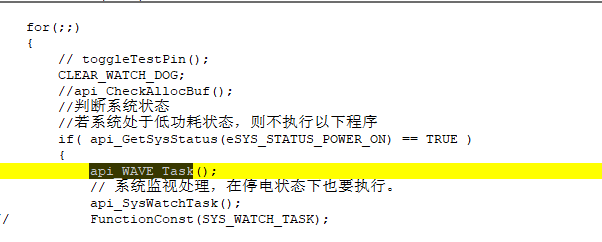 for(;;)
{
// toggleTestPin();
CLEAR_WATCH_DOG;
//api_CheckAllocBuf();
//判断系统状态
//若系统处于低功耗状态，则不执行以下程序
if( api_GetSysStatus(eSYS_STATUS_POWER_ON) == TRUE )
{
api_WAVE_Task();
// 系统监视处理，在停电状态下也要执行。
api_SysWatchTask();
// FunctionConst(SYS_WATCH_TASK);